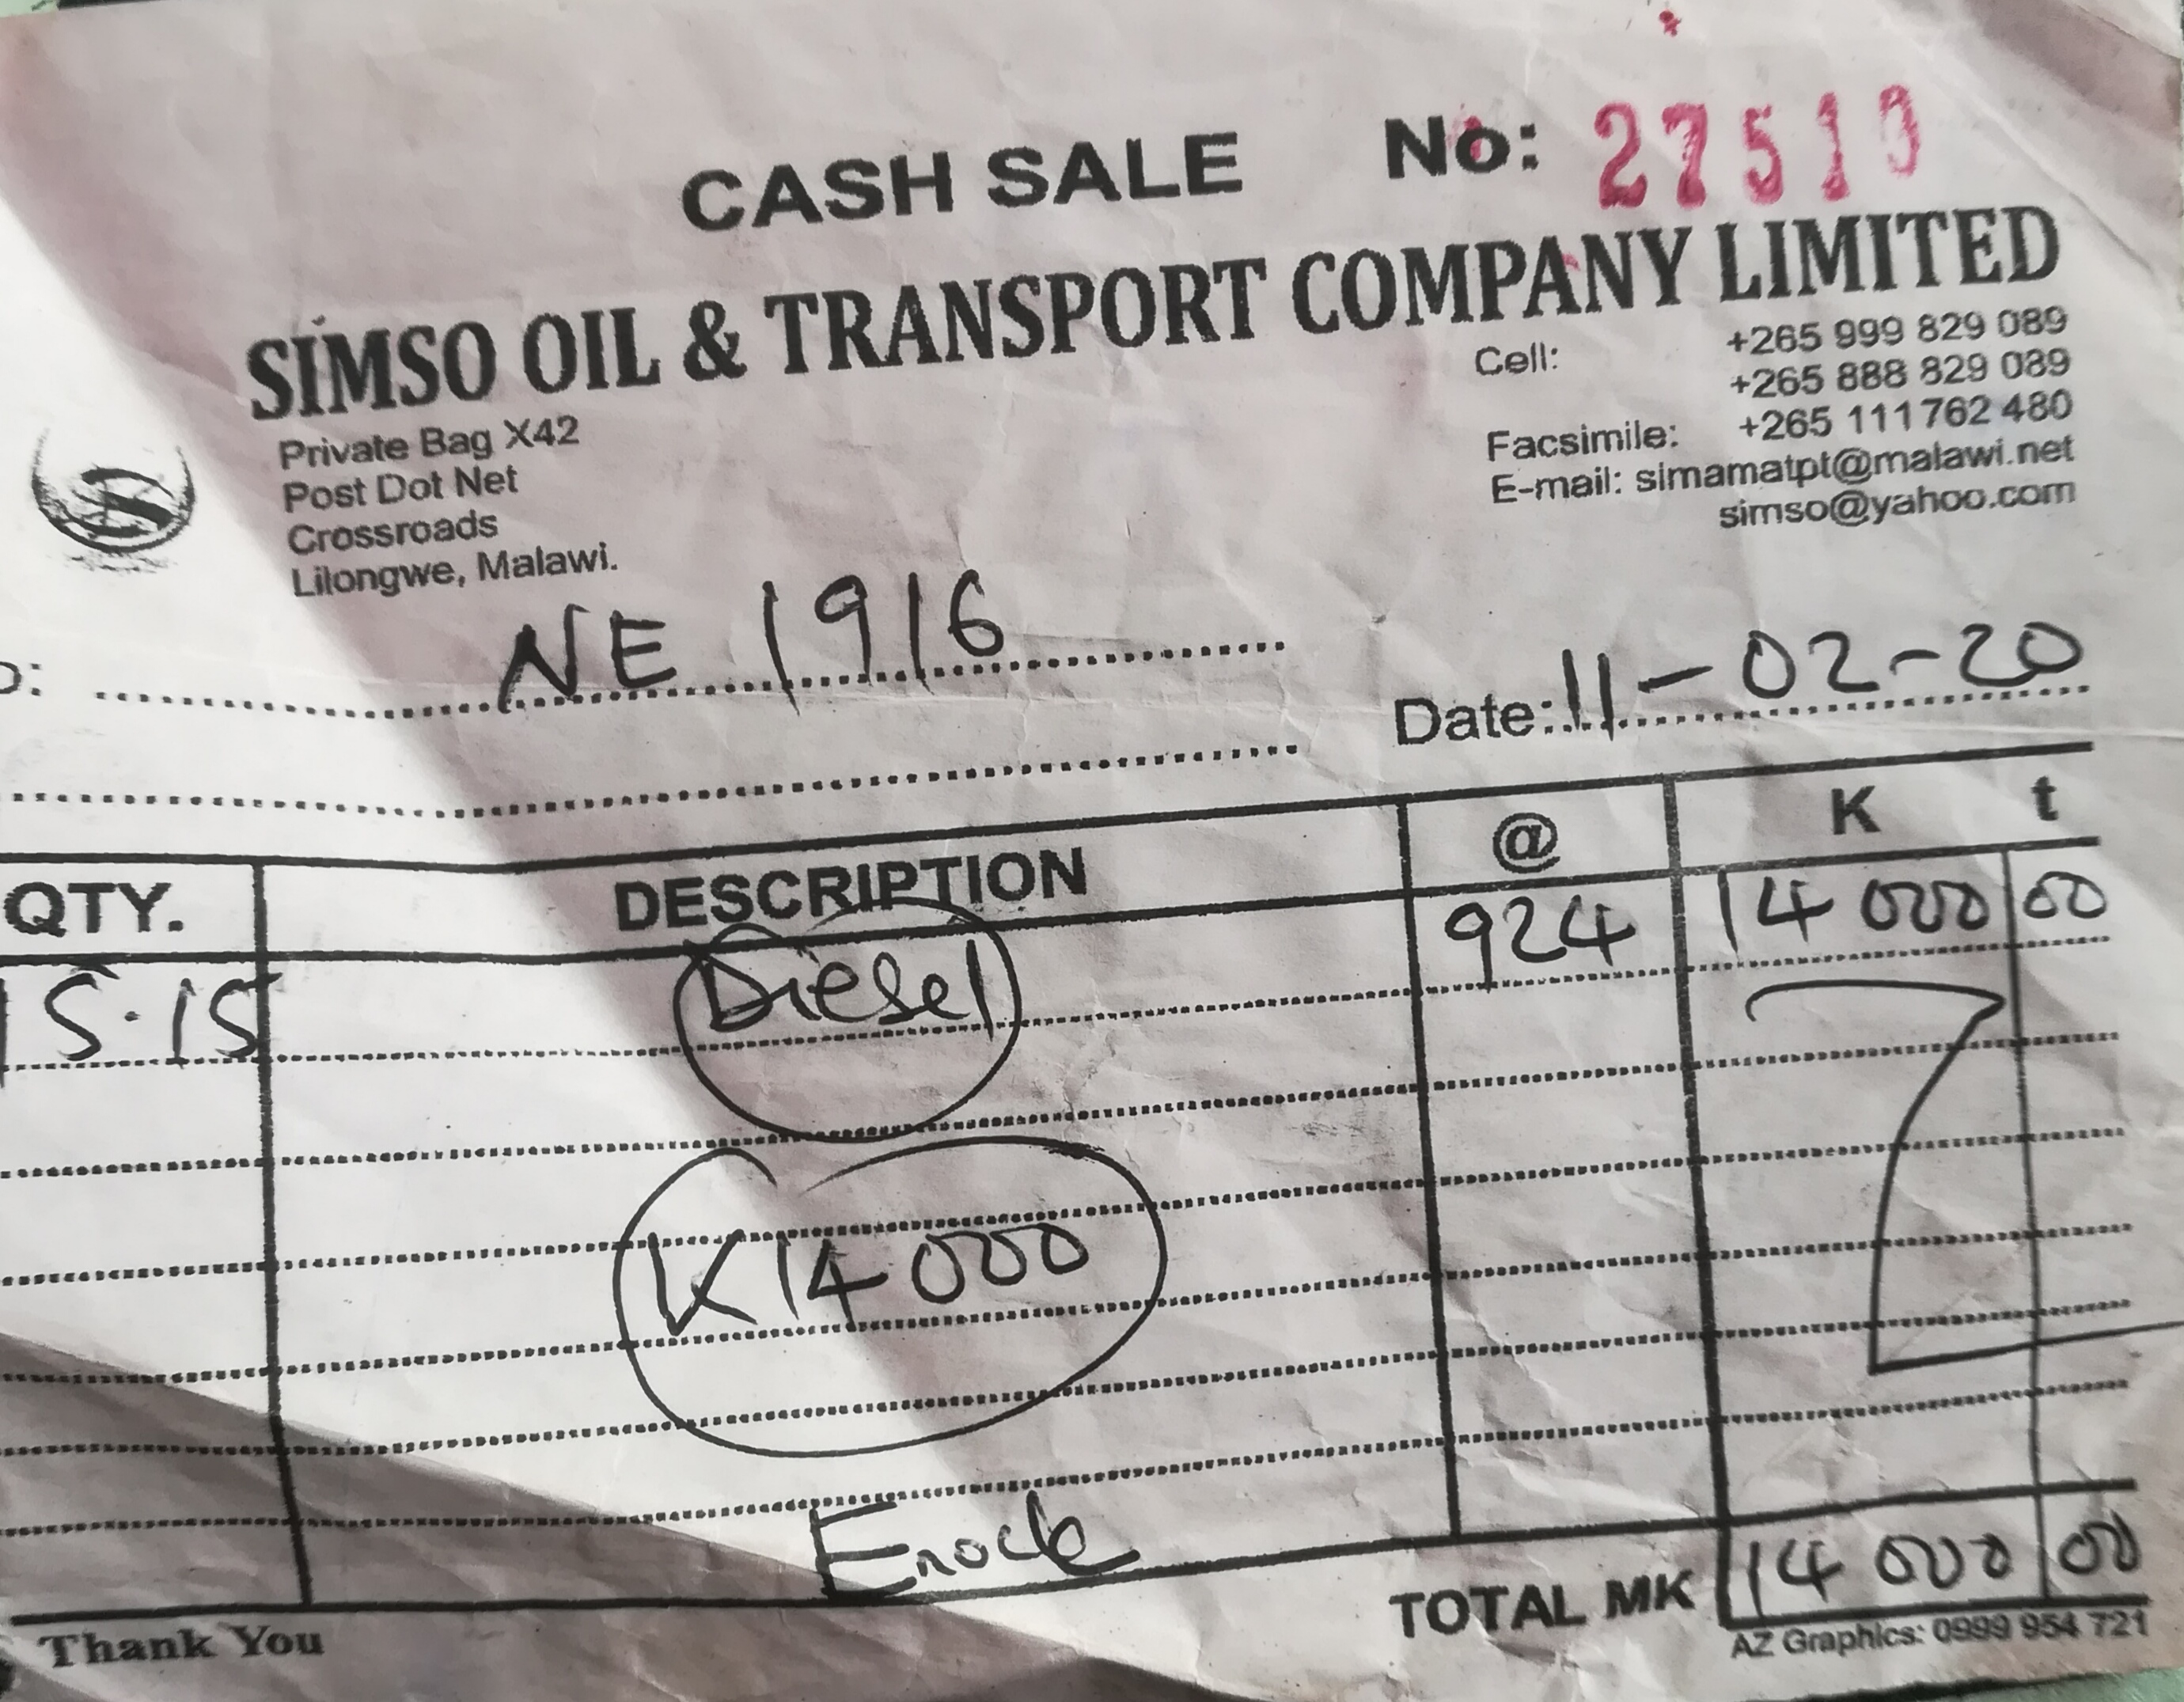 CASH SALE No: 27510
SIMSO OIL & TRANSPORT COMPANY LIMITED
Private Bag X42
Post Dot Net
Crossroads
Lilongwe, Malawi.
Cell: +265 999 829 089
+265 888 829 089
Facsimile: +265 111 762 480
E-mail: simamatpt@malawi.net
simso@yahoo.com
NE 1916
Date: 11-02-20
QTY. DESCRIPTION @ K t
15.15 Diesel 924 14 000 00
K14 000
Enock
TOTAL MK 14 000 00
Thank You
AZ Graphics: 0999 954 721